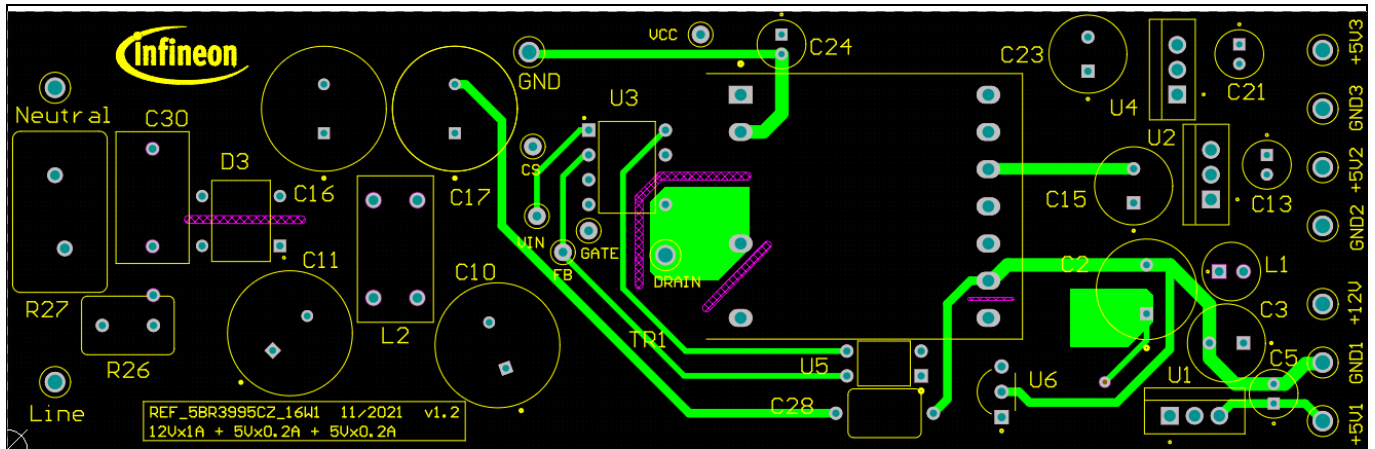 infineon
VCC
C24
C23
C21
+5V3
GND
U4
Neutral
C30
U3
GND3
U2
D3
CS
+5V2
C16
C17
C15
C13
VIN
GATE
GND2
FB
C11
C10
DRAIN
C2
L1
R27
+12V
C3
L2
TP1
R26
U5
C5
GND1
U6
U1
Line
C28
REF_5BR3995CZ_16W1 11/2021 v1.2
12Vx1A + 5Vx0.2A + 5Vx0.2A
+5V1